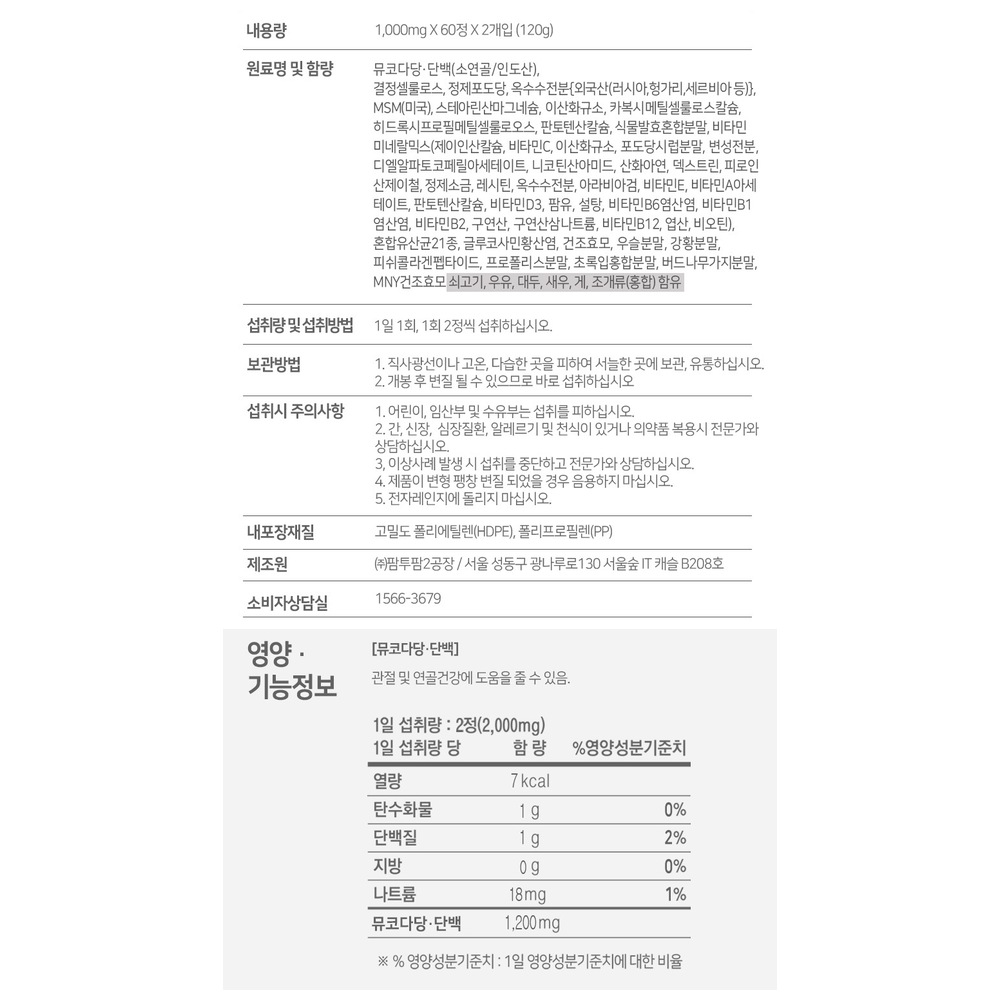 내용량 1,000mg X 60정 X 2개입 (120g)
원료명 및 함량 뮤코다당·단백(소연골/인도산),
결정셀룰로스, 정제포도당, 옥수수전분{외국산(러시아,헝가리,세르비아 등)},
MSM(미국), 스테아린산마그네슘, 이산화규소, 카복시메틸셀룰로스칼슘,
히드록시프로필메틸셀룰로오스, 판토텐산칼슘, 식물발효혼합분말, 비타민
미네랄믹스(제이인산칼슘, 비타민C, 이산화규소, 포도당시럽분말, 변성전분,
디엘알파토코페릴아세테이트, 니코틴산아미드, 산화아연, 덱스트린, 피로인
산제이철, 정제소금, 레시틴, 옥수수전분, 아라비아검, 비타민E, 비타민A아세
테이트, 판토텐산칼슘, 비타민D3, 팜유, 설탕, 비타민B6염산염, 비타민B1
염산염, 비타민B2, 구연산, 구연산삼나트륨, 비타민B12, 엽산, 비오틴),
혼합유산균21종, 글루코사민황산염, 건조효모, 우슬분말, 강황분말,
피쉬콜라겐펩타이드, 프로폴리스분말, 초록입홍합분말, 버드나무가지분말,
MNY건조효모 쇠고기, 우유, 대두, 새우, 게, 조개류(홍합) 함유
섭취량 및 섭취방법 1일 1회, 1회 2정씩 섭취하십시오.
보관방법 1. 직사광선이나 고온, 다습한 곳을 피하여 서늘한 곳에 보관, 유통하십시오.
2. 개봉 후 변질 될 수 있으므로 바로 섭취하십시오
섭취시 주의사항 1. 어린이, 임산부 및 수유부는 섭취를 피하십시오.
2. 간, 신장, 심장질환, 알레르기 및 천식이 있거나 의약품 복용시 전문가와
상담하십시오.
3, 이상사례 발생 시 섭취를 중단하고 전문가와 상담하십시오.
4. 제품이 변형 팽창 변질 되었을 경우 음용하지 마십시오.
5. 전자레인지에 돌리지 마십시오.
내포장재질 고밀도 폴리에틸렌(HDPE), 폴리프로필렌(PP)
제조원 ㈜팜투팜2공장 / 서울 성동구 광나루로130 서울숲 IT 캐슬 B208호
소비자상담실 1566-3679
영양·
기능정보
[뮤코다당·단백]
관절 및 연골건강에 도움을 줄 수 있음.
1일 섭취량 : 2정(2,000mg)
1일 섭취량 당 함 량 %영양성분기준치
열량 7 kcal
탄수화물 1 g 0%
단백질 1 g 2%
지방 0 g 0%
나트륨 18mg 1%
뮤코다당·단백 1,200mg
※ % 영양성분기준치 : 1일 영양성분기준치에 대한 비율